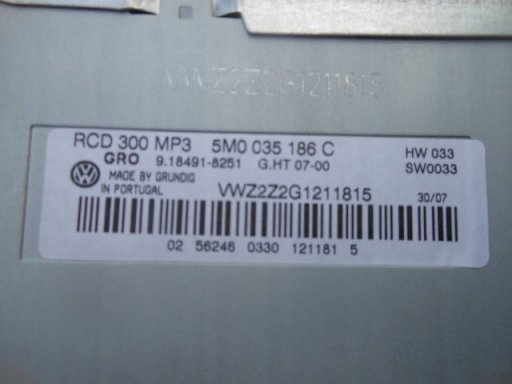 VWZ2Z2G1211815
RCD 300 MP3 5M0 035 186 C HW 033
GRO 9.18491-8251 G.HT 07-00 SW0033
MADE BY GRUNDIG
IN PORTUGAL VWZ2Z2G1211815 30/07
02 56246 0330 121181 5